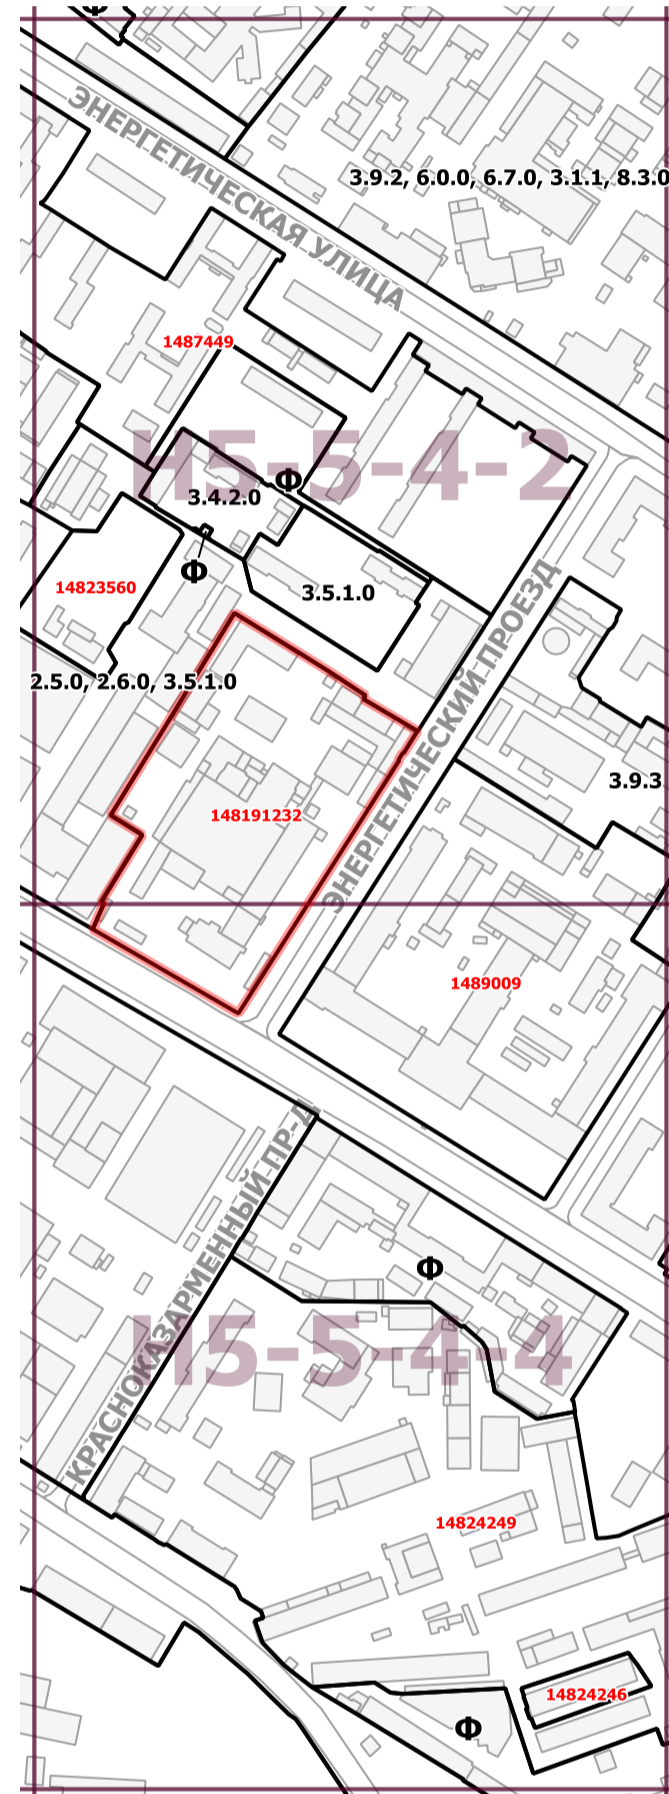 Ф
ЭНЕРГЕТИЧЕСКАЯ УЛИЦА
3.9.2, 6.0.0, 6.7.0, 3.1.1, 8.3.0
1487449
Н5-5-4-2
Ф
3.4.2.0
Ф
14823560
3.5.1.0
2.5.0, 2.6.0, 3.5.1.0
ЭНЕРГЕТИЧЕСКИЙ ПРОЕЗД
3.9.3
148191232
1489009
КРАСНОКАЗАРМЕННЫЙ ПР-Д
Ф
Н5-5-4-4
14824249
14824246
Ф